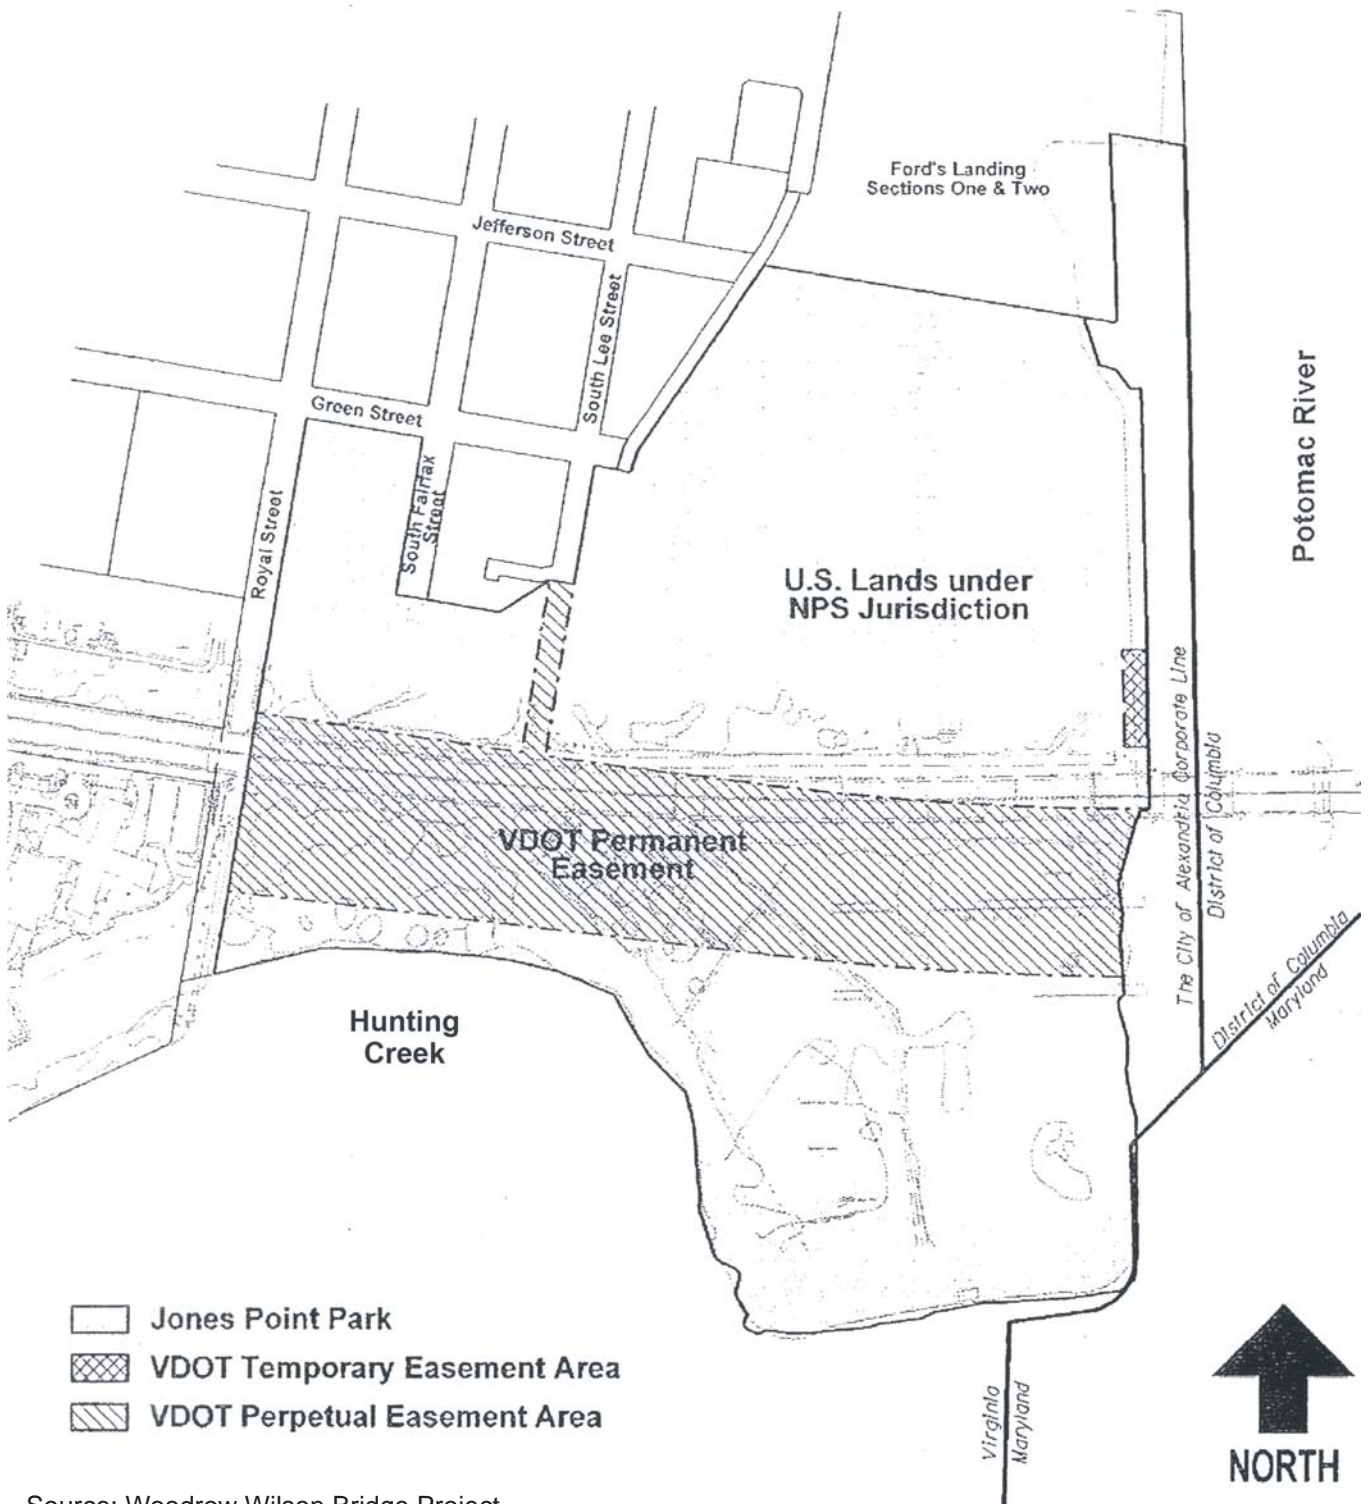 Ford's Landing
Sections One & Two
Jefferson Street
South Lee Street
Green Street
South Fairfax
Street
Royal Street
Potomac River
U.S. Lands under
NPS Jurisdiction
The City of Alexandria Corporate Line
District of Columbia
VDOT Permanent
Easement
District of Columbia
Maryland
Hunting
Creek
Jones Point Park
VDOT Temporary Easement Area
VDOT Perpetual Easement Area
Virginia
Maryland
NORTH
Source: Woodrow Wilson Bridge Project